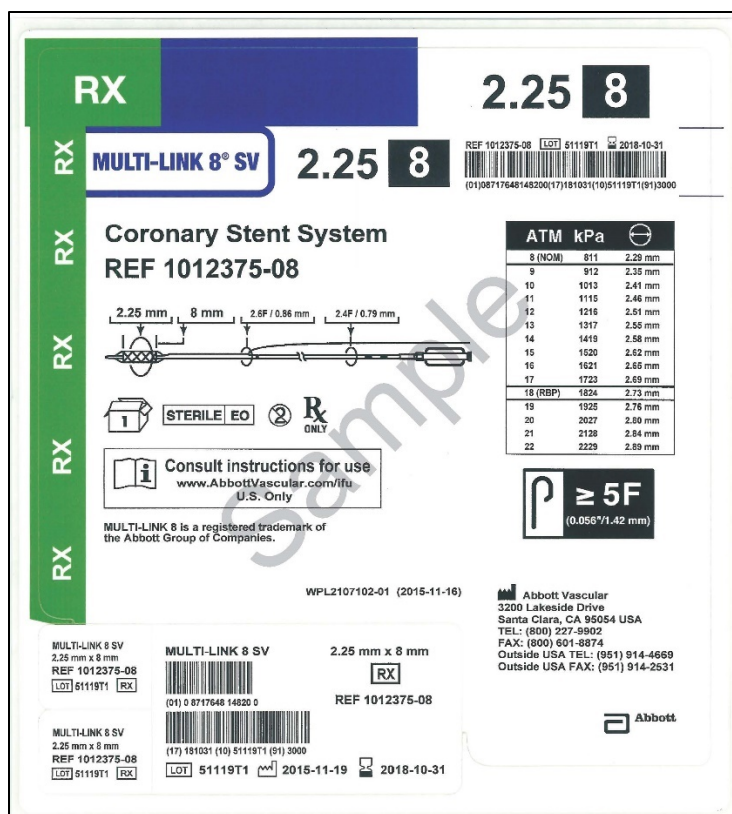 RX
2.25 8
MULTI-LINK 8® SV
2.25 8
REF 1012375-08 LOT 51119T1 2018-10-31
(01)08717648148200(17)181031(10)51119T1(91)3000
RX
RX
RX
RX
RX
Coronary Stent System
REF 1012375-08
2.25 mm 8 mm 2.6F / 0.86 mm 2.4F / 0.79 mm
ATM kPa
8 (NOM) 811 2.29 mm
9 912 2.35 mm
10 1013 2.41 mm
11 1115 2.46 mm
12 1216 2.51 mm
13 1317 2.55 mm
14 1419 2.58 mm
15 1520 2.62 mm
16 1621 2.65 mm
17 1723 2.69 mm
18 (RBP) 1824 2.73 mm
19 1925 2.76 mm
20 2027 2.80 mm
21 2128 2.84 mm
22 2229 2.89 mm
1 STERILE EO 2 Rx
ONLY
i Consult instructions for use
www.AbbottVascular.com/ifu
U.S. Only
≥ 5F
(0.056"/1.42 mm)
MULTI-LINK 8 is a registered trademark of
the Abbott Group of Companies.
Sample
WPL2107102-01 (2015-11-16)
Abbott Vascular
3200 Lakeside Drive
Santa Clara, CA 95054 USA
TEL: (800) 227-9902
FAX: (800) 601-8874
Outside USA TEL: (951) 914-4669
Outside USA FAX: (951) 914-2531
Abbott
MULTI-LINK 8 SV
2.25 mm x 8 mm
REF 1012375-08
LOT 51119T1 RX
MULTI-LINK 8 SV
2.25 mm x 8 mm
REF 1012375-08
LOT 51119T1 RX
MULTI-LINK 8 SV
2.25 mm x 8 mm
RX
REF 1012375-08
(01) 0 8717648 14820 0
(17) 181031 (10) 51119T1 (91) 3000
LOT 51119T1 2015-11-19 2018-10-31